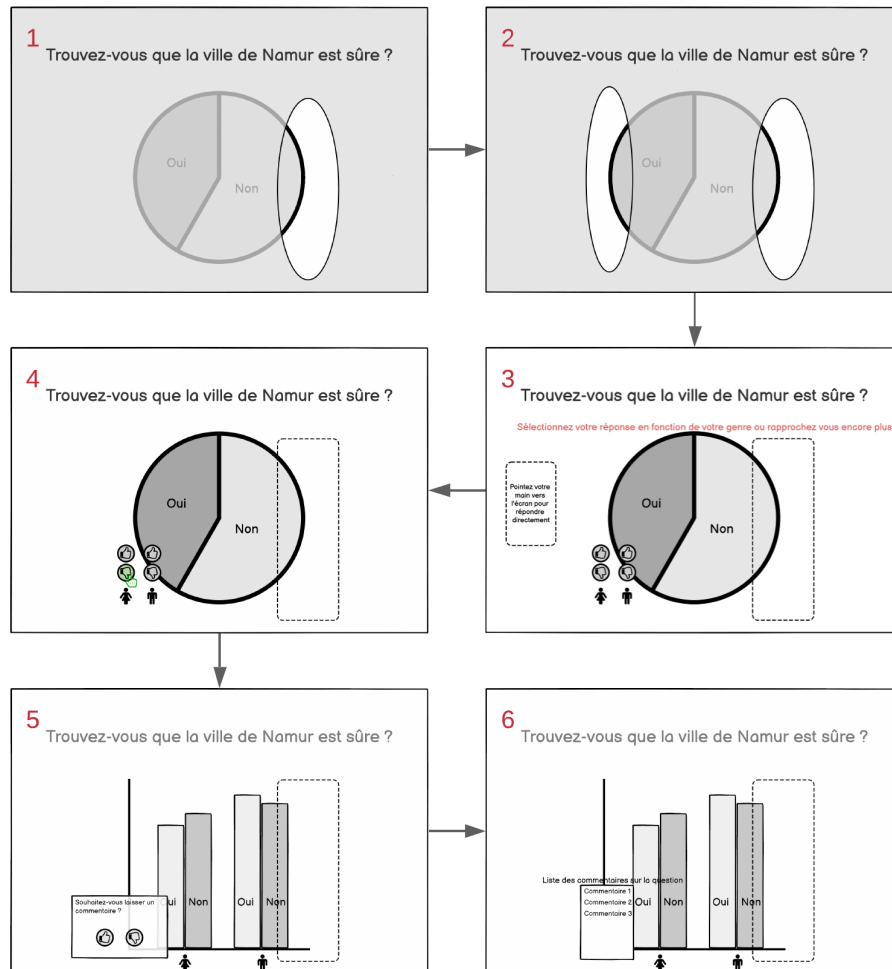 1
Trouvez-vous que la ville de Namur est sûre ?
Oui
Non
2
Trouvez-vous que la ville de Namur est sûre ?
Oui
Non
4
Trouvez-vous que la ville de Namur est sûre ?
Oui
Non
3
Trouvez-vous que la ville de Namur est sûre ?
Sélectionnez votre réponse en fonction de votre genre ou rapprochez vous encore plus
Pointez votre
main vers
l'écran pour
répondre
directement
Oui
Non
5
Trouvez-vous que la ville de Namur est sûre ?
Souhaitez-vous laisser un
commentaire ?
Oui
Non
Oui
Non
6
Trouvez-vous que la ville de Namur est sûre ?
Liste des commentaires sur la question
Commentaire 1
Commentaire 2
Commentaire 3
Oui
Non
Oui
Non